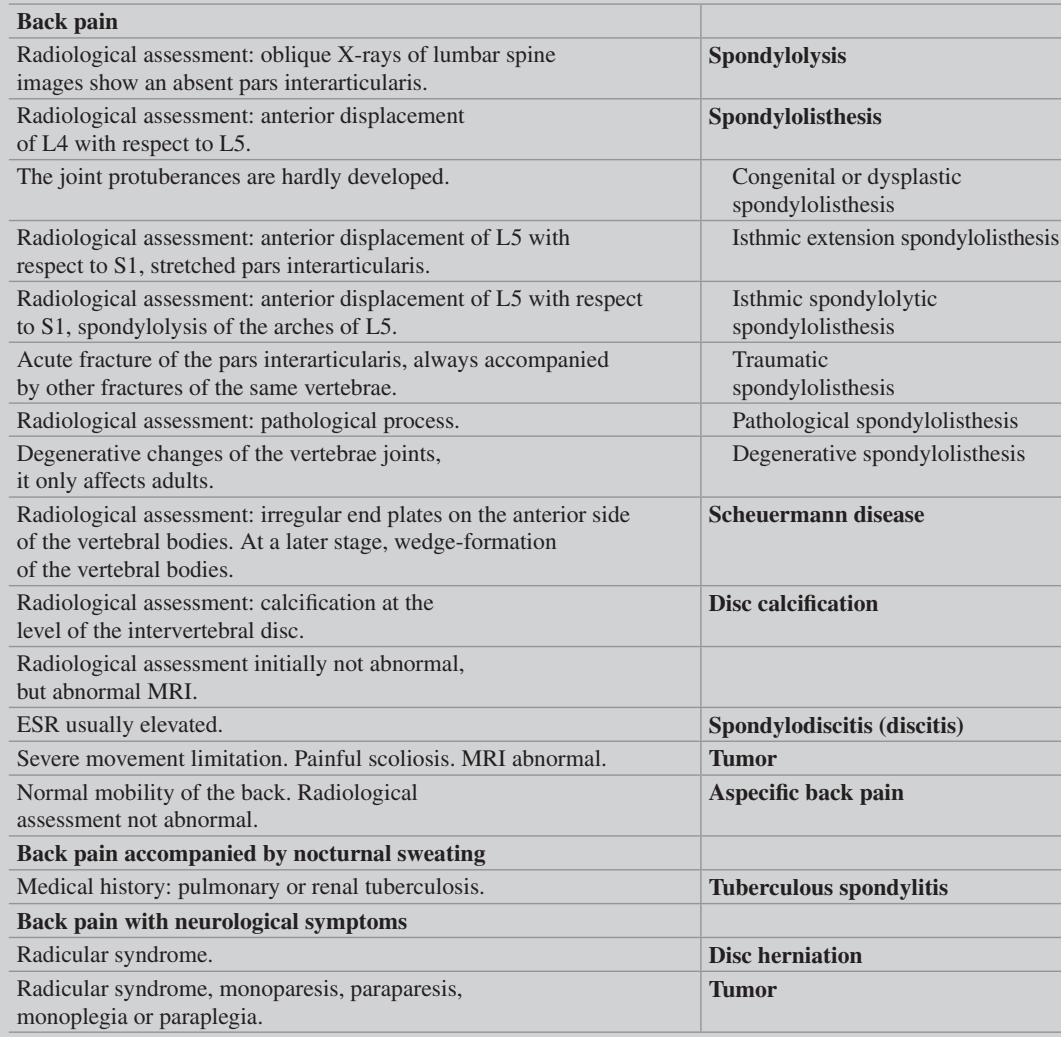 Back pain
Radiological assessment: oblique X-rays of lumbar spine
images show an absent pars interarticularis.
Spondylolysis
Radiological assessment: anterior displacement
of L4 with respect to L5.
Spondylolisthesis
The joint protuberances are hardly developed.
Congenital or dysplastic
spondylolisthesis
Radiological assessment: anterior displacement of L5 with
respect to S1, stretched pars interarticularis.
Isthmic extension spondylolisthesis
Radiological assessment: anterior displacement of L5 with respect
to S1, spondylolysis of the arches of L5.
Isthmic spondylolytic
spondylolisthesis
Acute fracture of the pars interarticularis, always accompanied
by other fractures of the same vertebrae.
Traumatic
spondylolisthesis
Radiological assessment: pathological process.
Pathological spondylolisthesis
Degenerative changes of the vertebrae joints,
it only affects adults.
Degenerative spondylolisthesis
Radiological assessment: irregular end plates on the anterior side
of the vertebral bodies. At a later stage, wedge-formation
of the vertebral bodies.
Scheuermann disease
Radiological assessment: calcification at the
level of the intervertebral disc.
Disc calcification
Radiological assessment initially not abnormal,
but abnormal MRI.
ESR usually elevated.
Spondylodiscitis (discitis)
Severe movement limitation. Painful scoliosis. MRI abnormal.
Tumor
Normal mobility of the back. Radiological
assessment not abnormal.
Aspecific back pain
Back pain accompanied by nocturnal sweating
Medical history: pulmonary or renal tuberculosis.
Tuberculous spondylitis
Back pain with neurological symptoms
Radicular syndrome.
Disc herniation
Radicular syndrome, monoparesis, paraparesis,
monoplegia or paraplegia.
Tumor